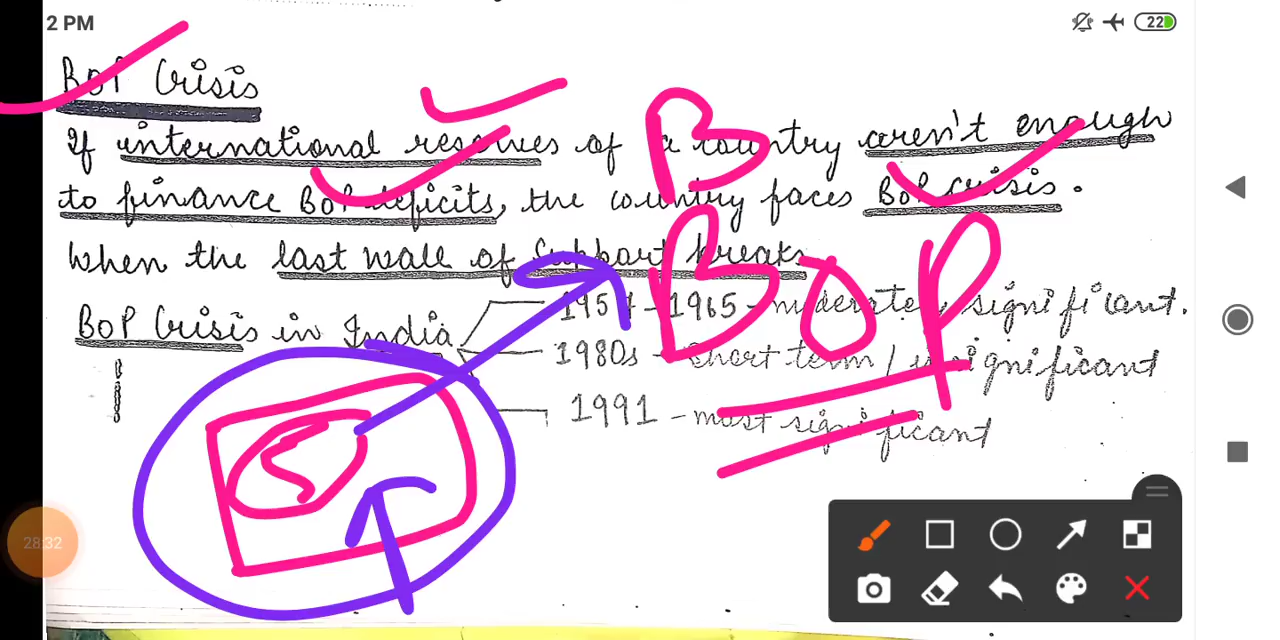 2 PM
22
BOP Crisis
If international reserves of a country aren't enough
to finance BOP deficits, the country faces BOP crisis.
When the last wall of support breaks
BOP Crisis in India
1957-1965 - moderately significant.
1980s - Short term / insignificant
1991 - most significant
B
BOP
S
28:32